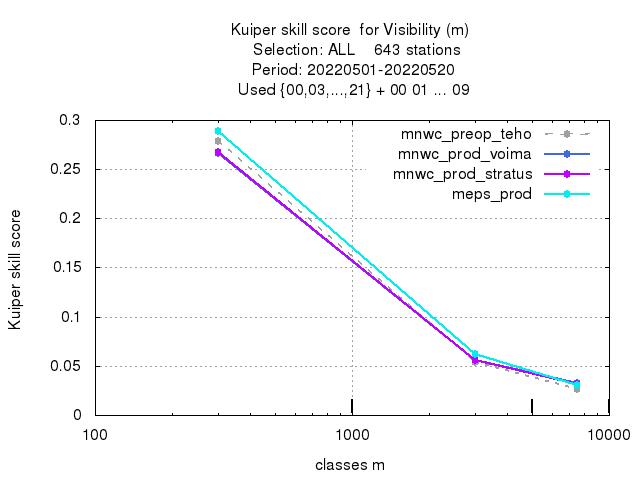 Kuiper skill score  for Visibility (m)
Selection: ALL    643 stations
Period: 20220501-20220520
Used {00,03,...,21} + 00 01 ... 09
0.3
0.25
0.2
0.15
0.1
0.05
0
Kuiper skill score
mnwc_preop_teho
mnwc_prod_voima
mnwc_prod_stratus
meps_prod
100
1000
10000
classes m